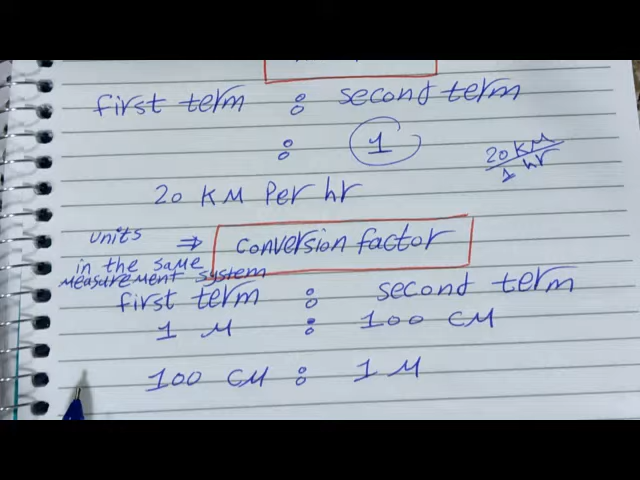 first term : second term
: 1
20 KM
1 hr
20 KM Per hr
units ⇒ conversion factor
in the same
measurement system
first term : second term
1 M : 100 CM
100 CM : 1 M